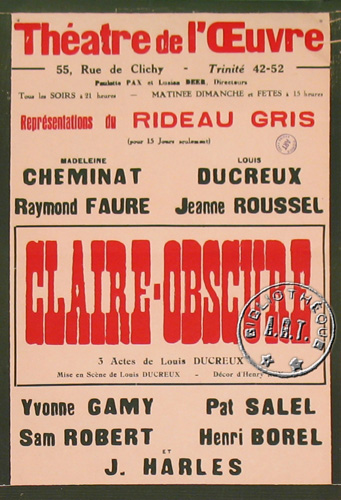 Théatre de l'Œuvre
55, Rue de Clichy - Trinité 42-52
Paulette PAX et Lucien BEER, Directeurs
Tous les SOIRS à 21 heures — MATINEE DIMANCHE et FETES à 15 heures
Représentations du RIDEAU GRIS
(pour 15 Jours seulement)
MADELEINE CHEMINAT
LOUIS DUCREUX
Raymond FAURE Jeanne ROUSSEL
CLAIRE-OBSCURE
3 Actes de Louis DUCREUX
Mise en Scène de Louis DUCREUX - Décor d'Henry
BIBLIOTHÈQUE
A.R.T.
Yvonne GAMY Pat SALEL
Sam ROBERT Henri BOREL
ET
J. HARLES